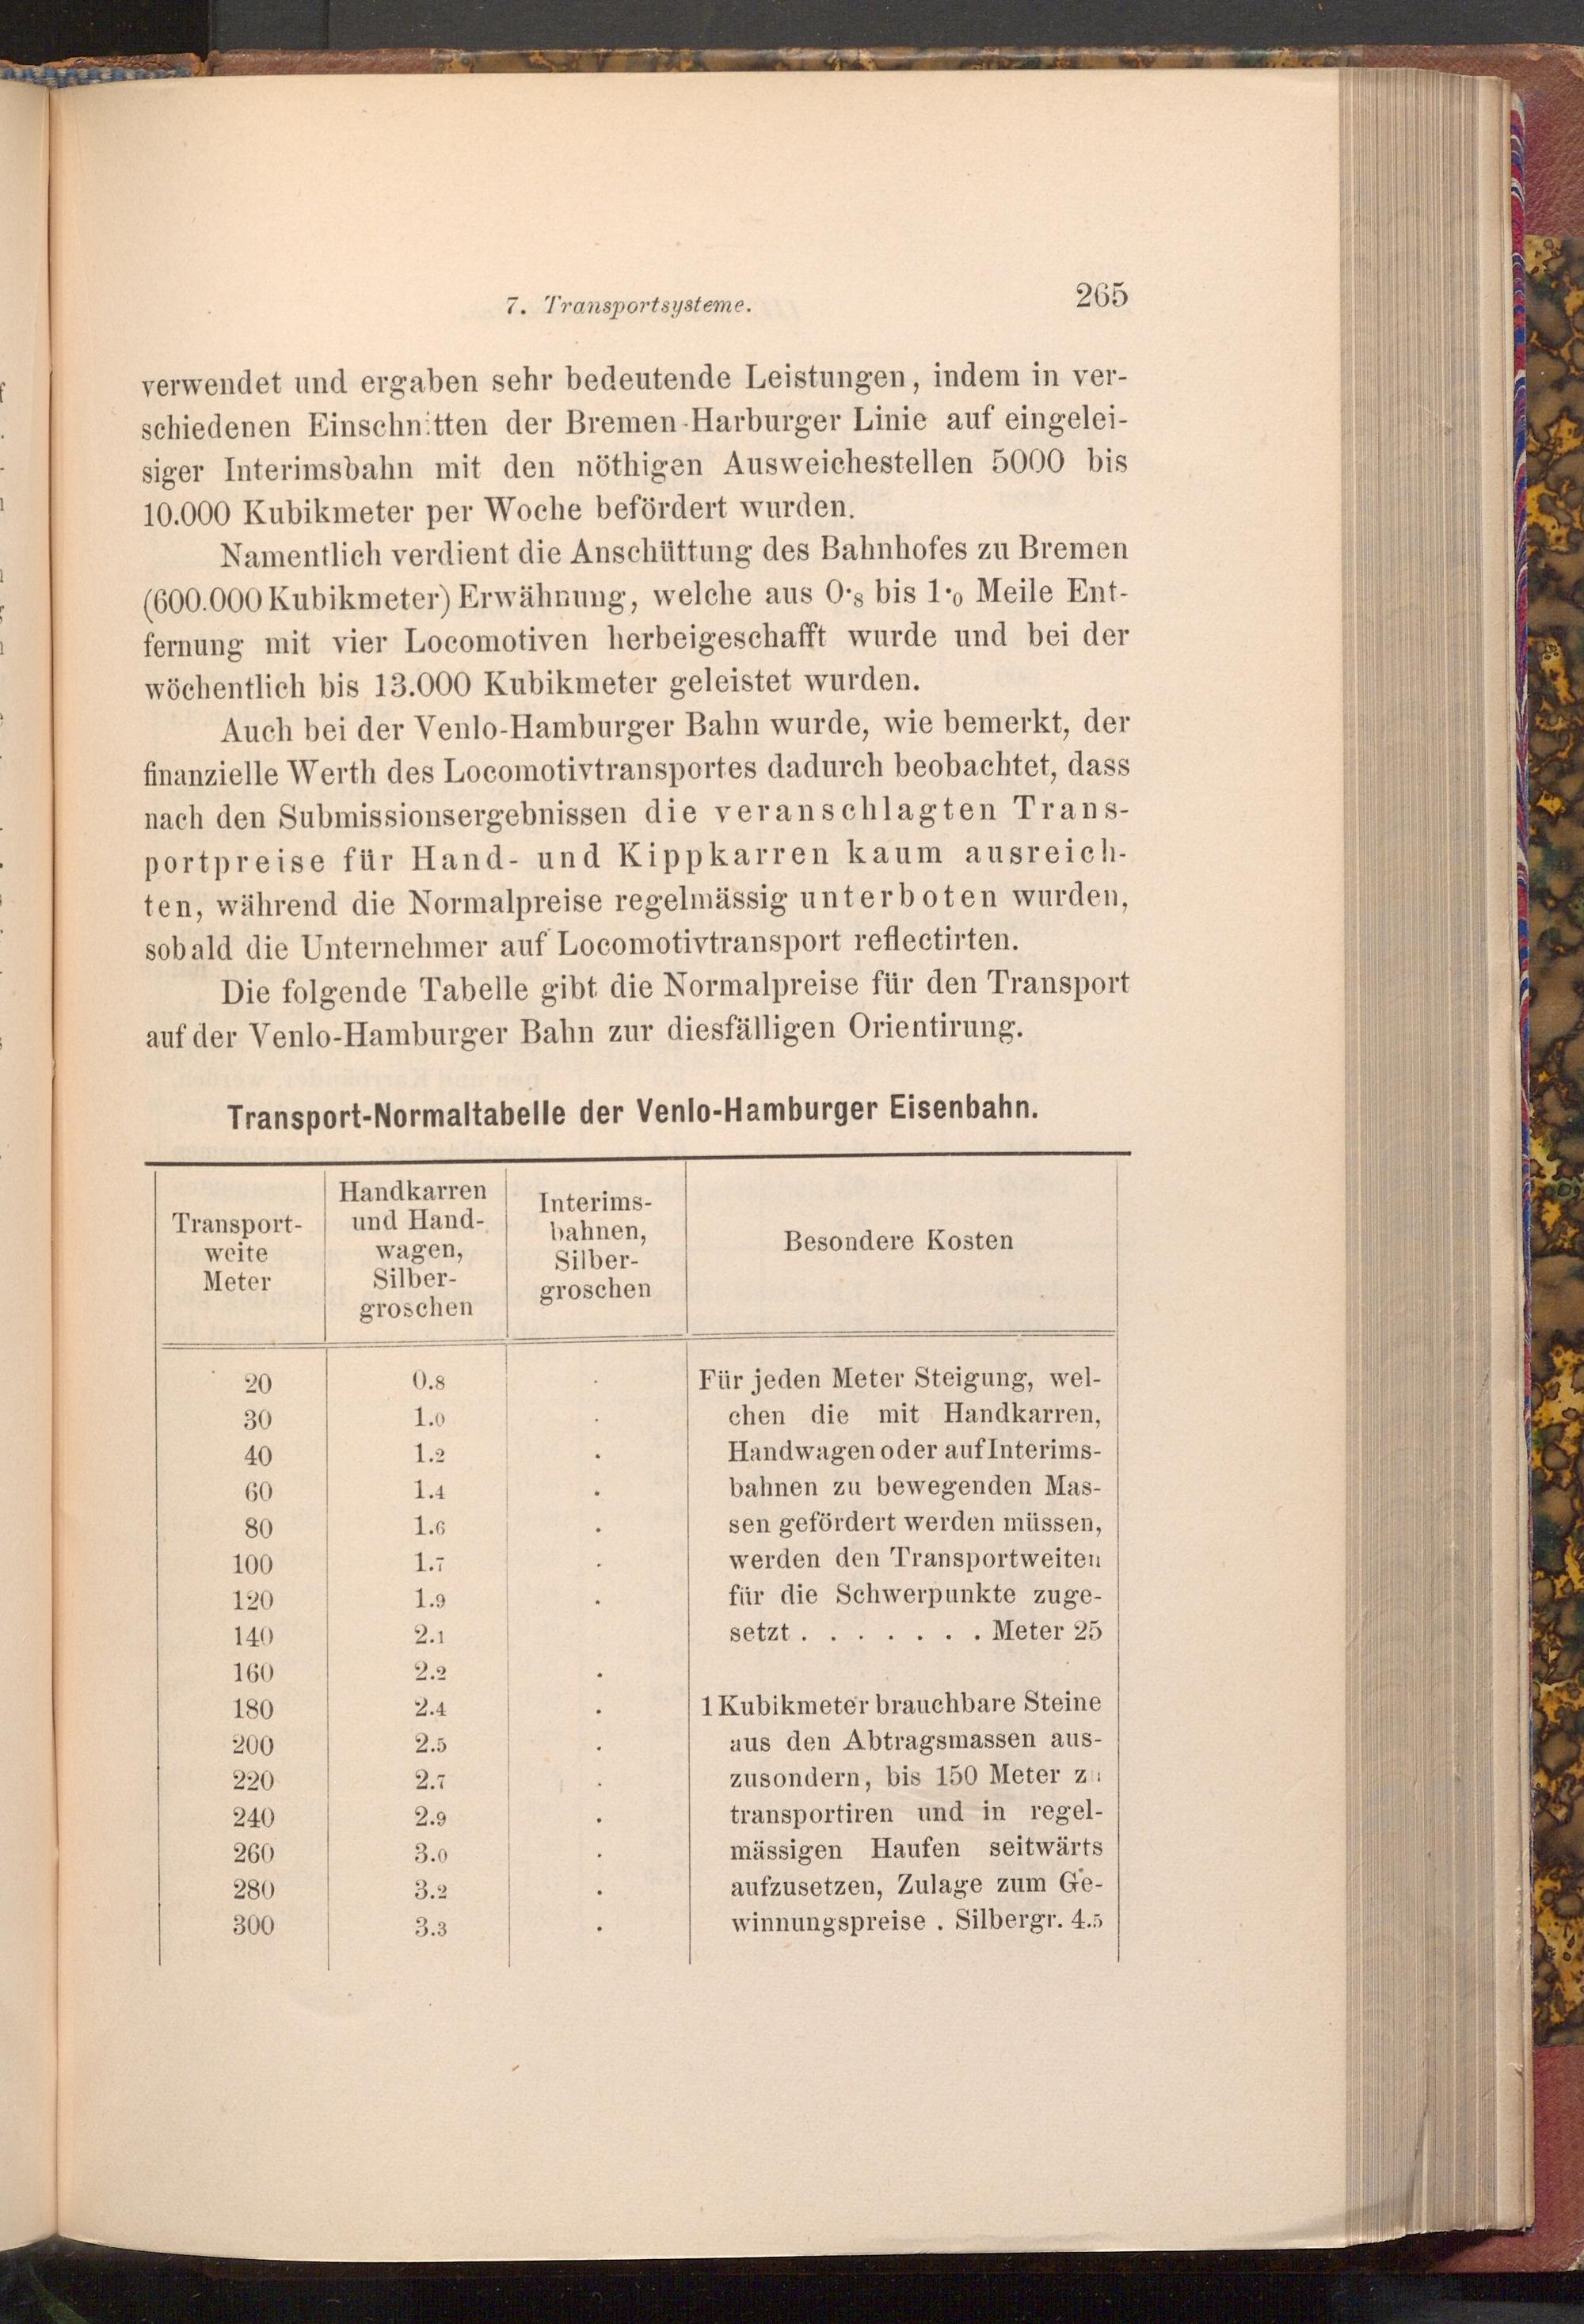 7. Transportsysteme.
265
verwendet und ergaben sehr bedeutende Leistungen, indem in ver-
schiedenen Einschnitten der Bremen-Harburger Linie auf eingelei-
siger Interimsbahn mit den nöthigen Ausweichestellen 5000 bis
10.000 Kubikmeter per Woche befördert wurden.
Namentlich verdient die Anschüttung des Bahnhofes zu Bremen
(600.000 Kubikmeter) Erwähnung, welche aus 0·8 bis 1·0 Meile Ent-
fernung mit vier Locomotiven herbeigeschafft wurde und bei der
wöchentlich bis 13.000 Kubikmeter geleistet wurden.
Auch bei der Venlo-Hamburger Bahn wurde, wie bemerkt, der
finanzielle Werth des Locomotivtransportes dadurch beobachtet, dass
nach den Submissionsergebnissen die veranschlagten Trans-
portpreise für Hand- und Kippkarren kaum ausreich-
ten, während die Normalpreise regelmässig unterboten wurden,
sobald die Unternehmer auf Locomotivtransport reflectirten.
Die folgende Tabelle gibt die Normalpreise für den Transport
auf der Venlo-Hamburger Bahn zur diesfälligen Orientirung.
Transport-Normaltabelle der Venlo-Hamburger Eisenbahn.
Transport-
weite
Meter
Handkarren
und Hand-
wagen,
Silber-
groschen
Interims-
bahnen,
Silber-
groschen
Besondere Kosten
20 0.8 . Für jeden Meter Steigung, wel-
30 1.0 . chen die mit Handkarren,
40 1.2 . Handwagen oder auf Interims-
60 1.4 . bahnen zu bewegenden Mas-
80 1.6 . sen gefördert werden müssen,
100 1.7 . werden den Transportweiten
120 1.9 . für die Schwerpunkte zuge-
140 2.1 setzt . . . . . . . Meter 25
160 2.2 .
180 2.4 . 1 Kubikmeter brauchbare Steine
200 2.5 . aus den Abtragsmassen aus-
220 2.7 . zusondern, bis 150 Meter zu
240 2.9 . transportiren und in regel-
260 3.0 . mässigen Haufen seitwärts
280 3.2 . aufzusetzen, Zulage zum Ge-
300 3.3 . winnungspreise . Silbergr. 4.5